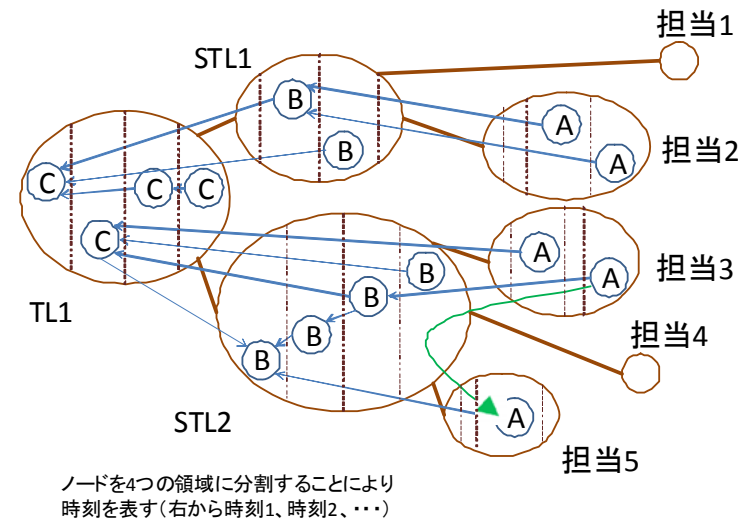 担当1
STL1
B
A
担当2
B
A
C
C
C
C
A
担当3
B
A
TL1
B
担当4
B
B
STL2
A
担当5
ノードを4つの領域に分割することにより
時刻を表す(右から時刻1、時刻2、・・・)